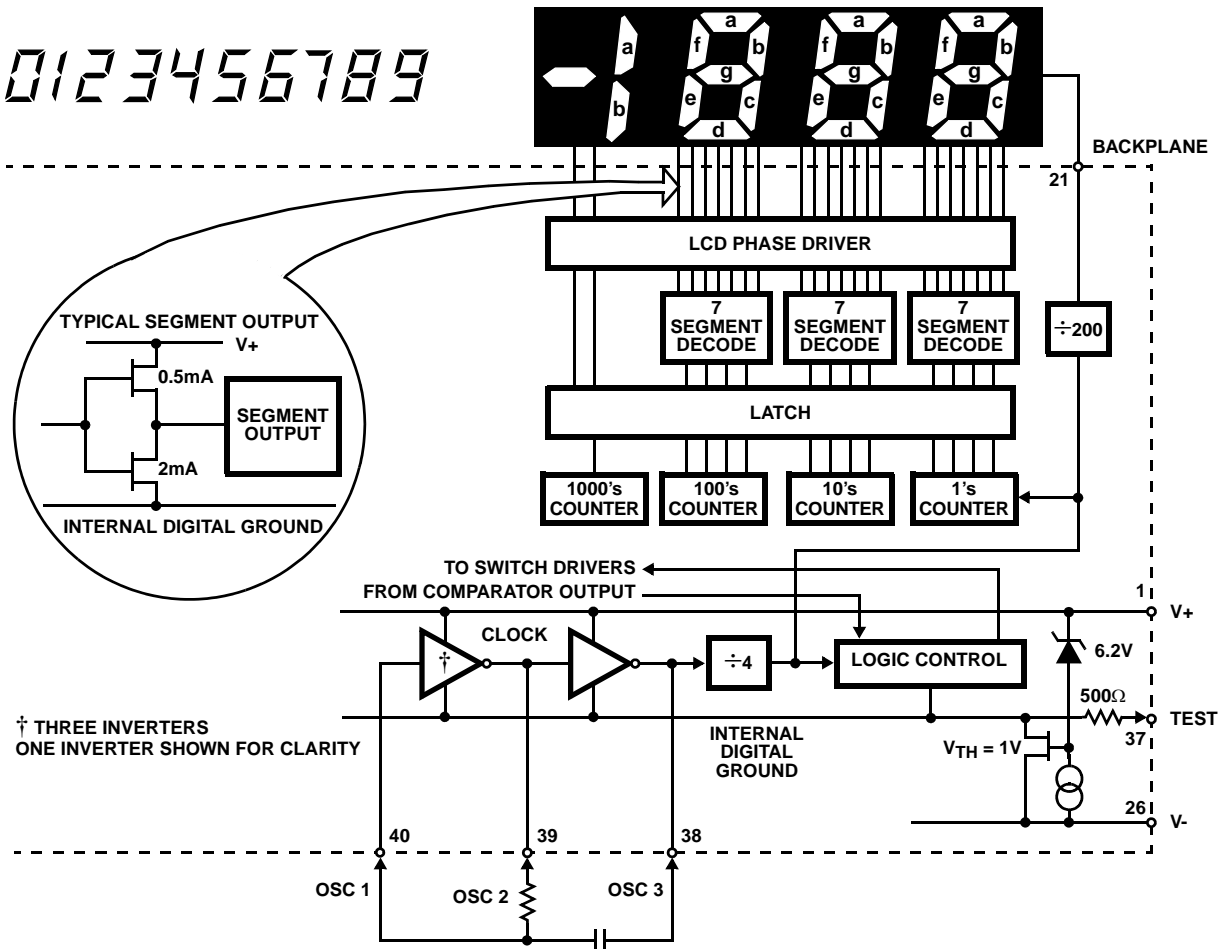 0123456789
a
b
a
f
b
g
e
c
d
a
f
b
g
e
c
d
a
f
b
g
e
c
d
BACKPLANE
21
LCD PHASE DRIVER
7
SEGMENT
DECODE
7
SEGMENT
DECODE
7
SEGMENT
DECODE
÷200
TYPICAL SEGMENT OUTPUT
V+
0.5mA
SEGMENT
OUTPUT
2mA
INTERNAL DIGITAL GROUND
LATCH
1000's
COUNTER
100's
COUNTER
10's
COUNTER
1's
COUNTER
TO SWITCH DRIVERS
FROM COMPARATOR OUTPUT
1
V+
CLOCK
†
÷4
LOGIC CONTROL
6.2V
500Ω
TEST
37
† THREE INVERTERS
ONE INVERTER SHOWN FOR CLARITY
INTERNAL
DIGITAL
GROUND
VTH = 1V
26
V-
40
39
38
OSC 1
OSC 2
OSC 3